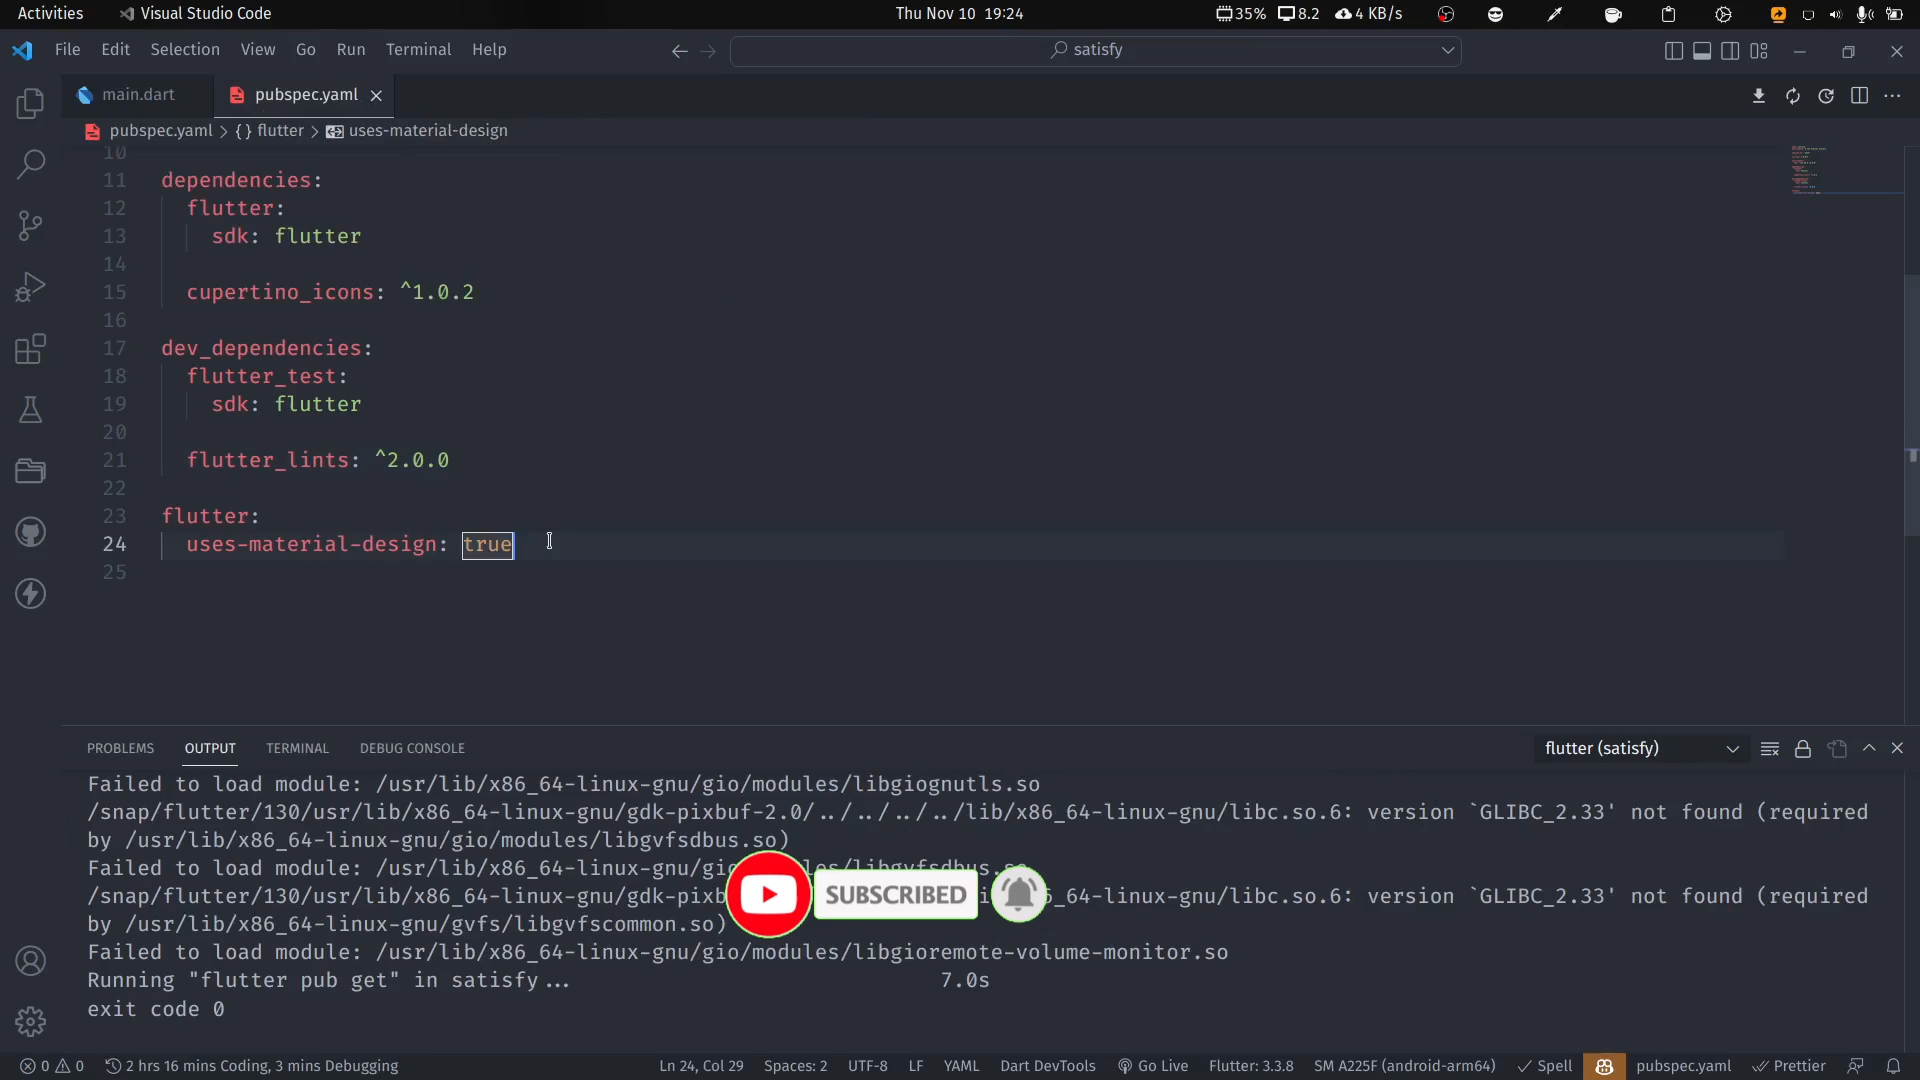 Activities
Visual Studio Code
Thu Nov 10 19:24
35%
8.2
4 KB/s
File Edit Selection View Go Run Terminal Help
satisfy
main.dart
pubspec.yaml
pubspec.yaml > {} flutter > uses-material-design
10
11 dependencies:
12 flutter:
13 sdk: flutter
14
15 cupertino_icons: ^1.0.2
16
17 dev_dependencies:
18 flutter_test:
19 sdk: flutter
20
21 flutter_lints: ^2.0.0
22
23 flutter:
24 uses-material-design: true
25
PROBLEMS OUTPUT TERMINAL DEBUG CONSOLE
flutter (satisfy)
Failed to load module: /usr/lib/x86_64-linux-gnu/gio/modules/libgiognutls.so
/snap/flutter/130/usr/lib/x86_64-linux-gnu/gdk-pixbuf-2.0/../../../../lib/x86_64-linux-gnu/libc.so.6: version `GLIBC_2.33' not found (required
by /usr/lib/x86_64-linux-gnu/gio/modules/libgvfsdbus.so)
Failed to load module: /usr/lib/x86_64-linux-gnu/gio/modules/libgvfsdbus.so
/snap/flutter/130/usr/lib/x86_64-linux-gnu/gdk-pixb
6_64-linux-gnu/libc.so.6: version `GLIBC_2.33' not found (required
by /usr/lib/x86_64-linux-gnu/gvfs/libgvfscommon.so)
SUBSCRIBED
Failed to load module: /usr/lib/x86_64-linux-gnu/gio/modules/libgioremote-volume-monitor.so
Running "flutter pub get" in satisfy... 7.0s
exit code 0
0 0
2 hrs 16 mins Coding, 3 mins Debugging
Ln 24, Col 29
Spaces: 2
UTF-8
LF
YAML
Dart DevTools
Go Live
Flutter: 3.3.8
SM A225F (android-arm64)
Spell
pubspec.yaml
Prettier